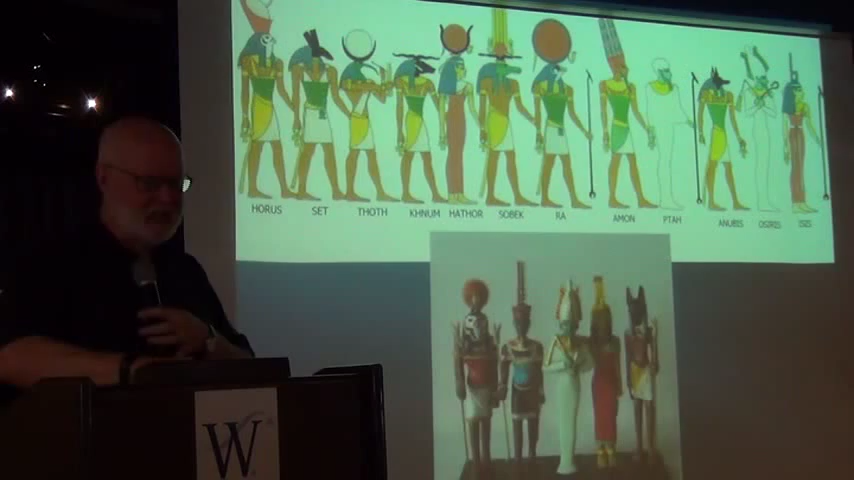 HORUS SET THOTH KHNUM HATHOR SOBEK RA AMON PTAH ANUBIS OSIRIS ISIS
W